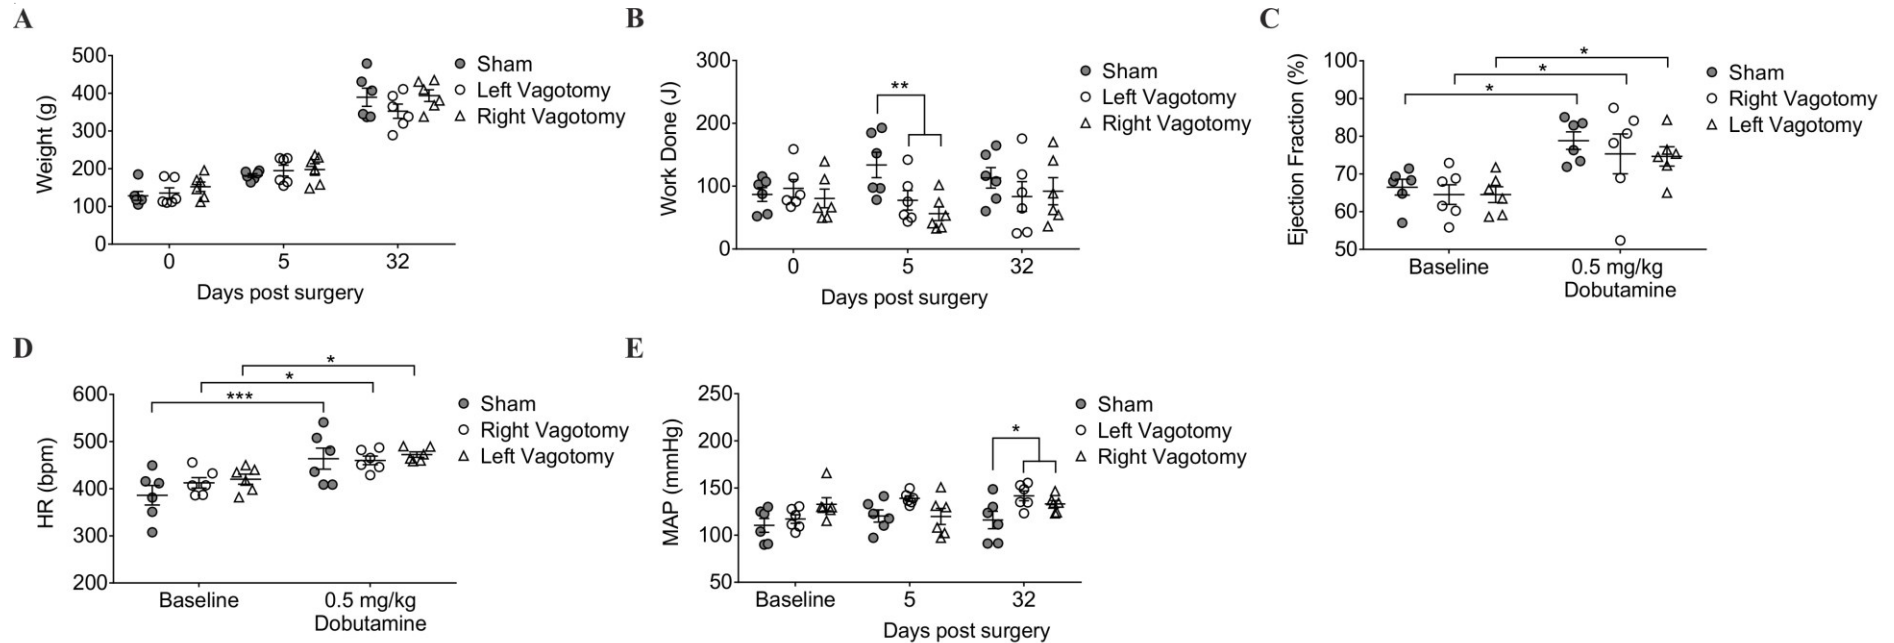 A
500
400
300
200
100
0
Weight (g)
0 5 32
Days post surgery
Sham
Left Vagotomy
Right Vagotomy
B
300
200
100
0
Work Done (J)
**
0 5 32
Days post surgery
Sham
Left Vagotomy
Right Vagotomy
C
100
90
80
70
60
50
Ejection Fraction (%)
*
*
*
Baseline 0.5 mg/kg
Dobutamine
Sham
Right Vagotomy
Left Vagotomy
D
600
500
400
300
200
HR (bpm)
*
*
***
Baseline 0.5 mg/kg
Dobutamine
Sham
Right Vagotomy
Left Vagotomy
E
250
200
150
100
50
MAP (mmHg)
*
Baseline 5 32
Days post surgery
Sham
Left Vagotomy
Right Vagotomy